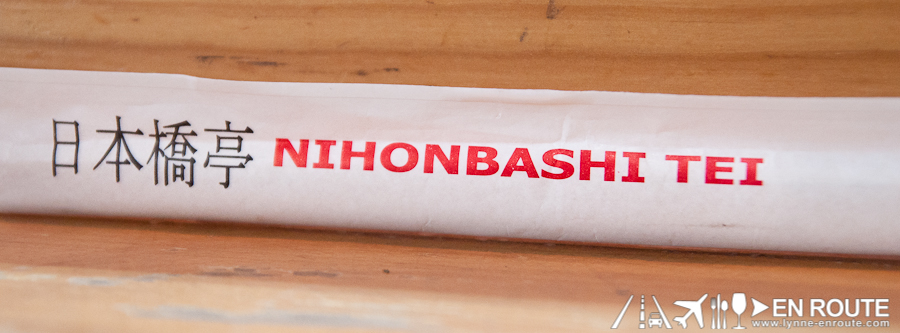 日本橋亭 NIHONBASHI TEI
EN ROUTE
www.lynne-enroute.com